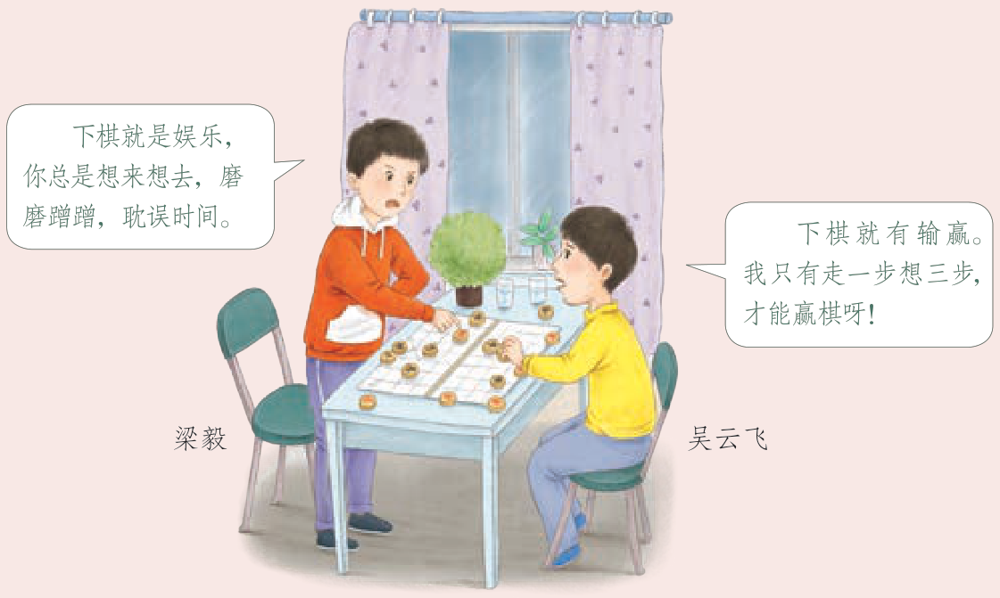 下棋就是娱乐，
你总是想来想去，磨
磨蹭蹭，耽误时间。
下棋就有输赢。
我只有走一步想三步，
才能赢棋呀！
梁毅
吴云飞